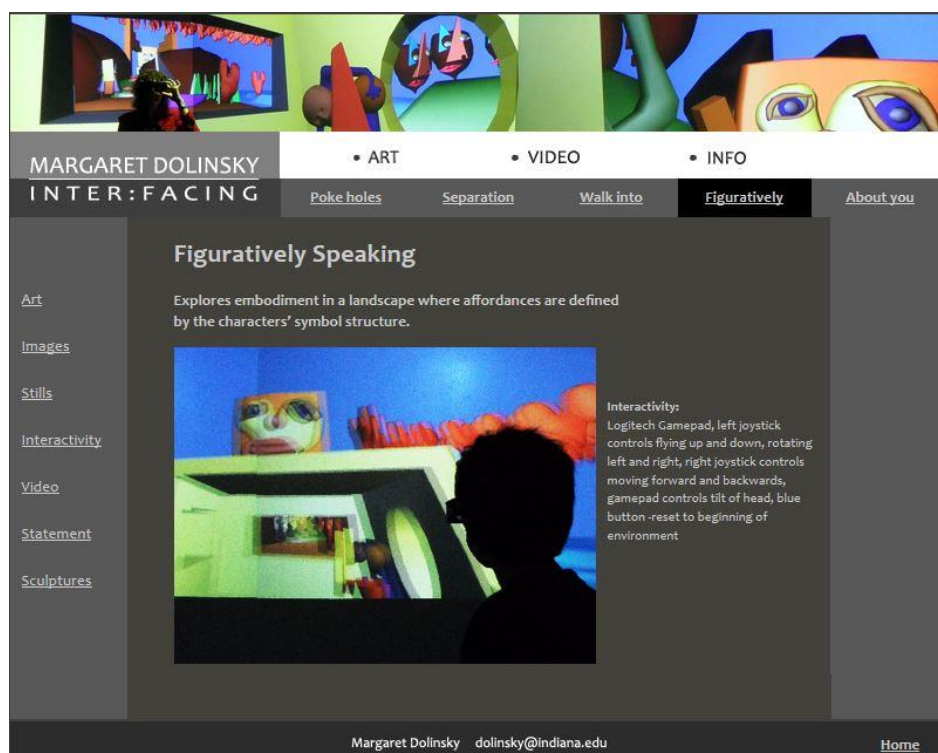 MARGARET DOLINSKY
INTER:FACING
• ART • VIDEO • INFO
Poke holes Separation Walk into Figuratively About you
Art
Images
Stills
Interactivity
Video
Statement
Sculptures
Figuratively Speaking
Explores embodiment in a landscape where affordances are defined
by the characters’ symbol structure.
Interactivity:
Logitech Gamepad, left joystick
controls flying up and down, rotating
left and right, right joystick controls
moving forward and backwards,
gamepad controls tilt of head, blue
button -reset to beginning of
environment
Margaret Dolinsky dolinsky@indiana.edu Home